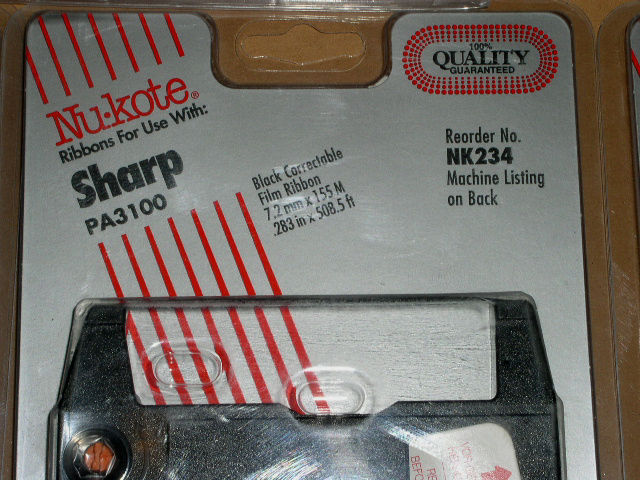 100%
QUALITY
GUARANTEED
Nu·kote®
Ribbons For Use With:
Sharp
PA3100
Black Correctable
Film Ribbon
7.2 mm x 155 M
.283 in x 508.5 ft
Reorder No.
NK234
Machine Listing
on Back